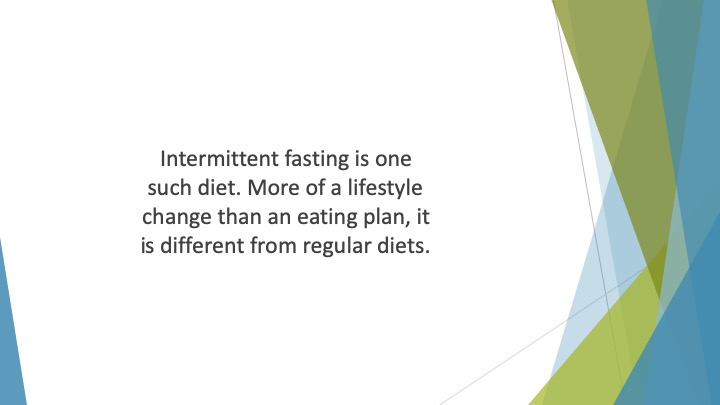 Intermittent fasting is one
such diet. More of a lifestyle
change than an eating plan, it
is different from regular diets.